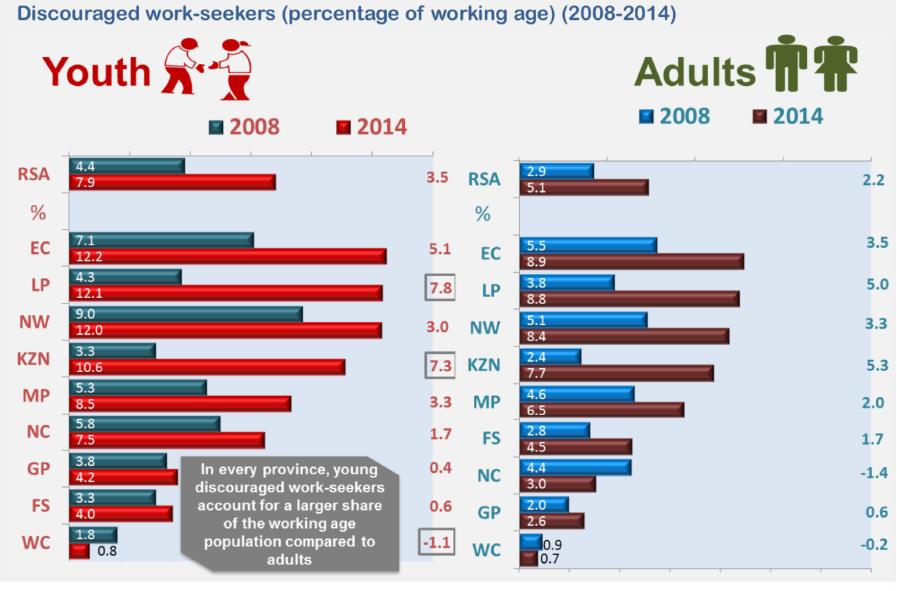 Discouraged work-seekers (percentage of working age) (2008-2014)
Youth
2008 2014
RSA 4.4 3.5
7.9
%
EC 7.1 5.1
12.2
LP 4.3 7.8
12.1
NW 9.0 3.0
12.0
KZN 3.3 7.3
10.6
MP 5.3 3.3
8.5
NC 5.8 1.7
7.5
GP 3.8 0.4
4.2
FS 3.3 0.6
4.0
WC 1.8 -1.1
0.8
In every province, young
discouraged work-seekers
account for a larger share
of the working age
population compared to
adults
Adults
2008 2014
RSA 2.9 2.2
5.1
%
EC 5.5 3.5
8.9
LP 3.8 5.0
8.8
NW 5.1 3.3
8.4
KZN 2.4 5.3
7.7
MP 4.6 2.0
6.5
FS 2.8 1.7
4.5
NC 4.4 -1.4
3.0
GP 2.0 0.6
2.6
WC 0.9 -0.2
0.7